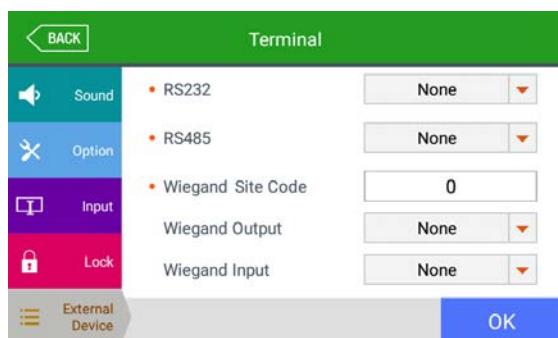 BACK
Terminal
Sound
• RS232 None
Option
• RS485 None
• Wiegand Site Code 0
Input
Wiegand Output None
Lock
Wiegand Input None
External
Device
OK